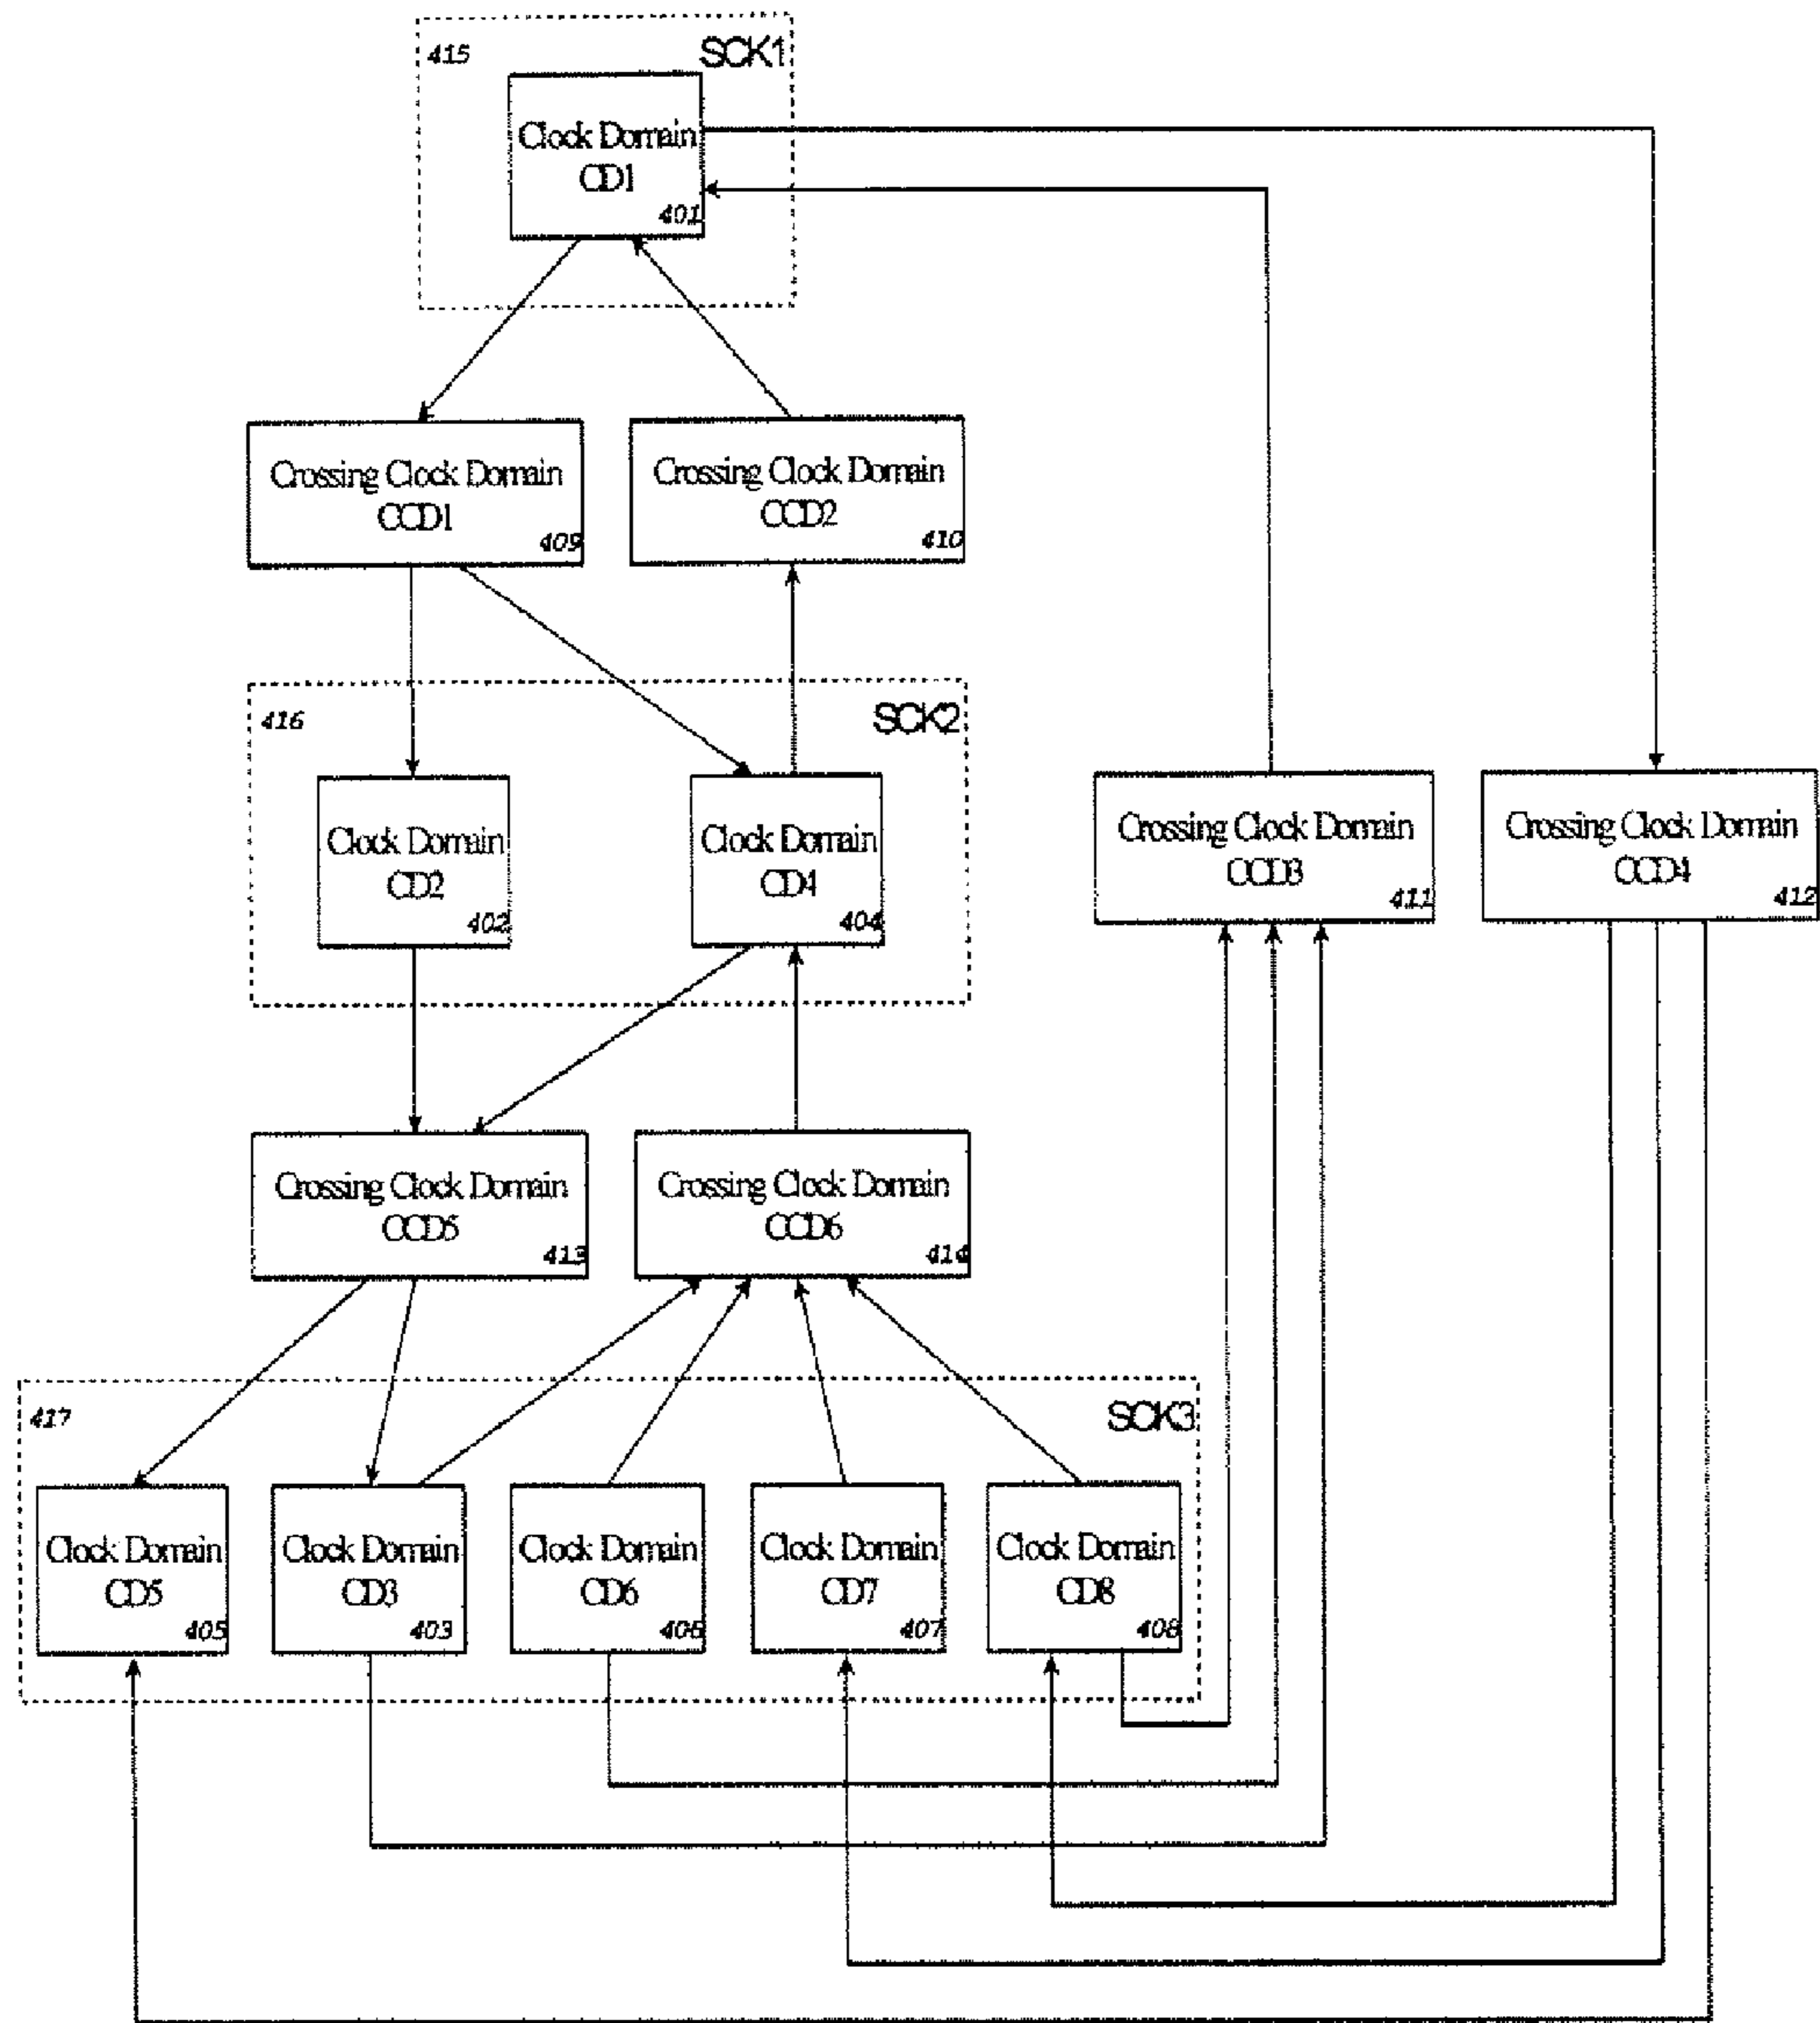 415
SCK1
Clock Domain
CD1
401
Crossing Clock Domain
CCD1
409
Crossing Clock Domain
CCD2
410
416
SCK2
Clock Domain
CD2
402
Clock Domain
CD4
404
Crossing Clock Domain
CCD3
411
Crossing Clock Domain
CCD4
412
Crossing Clock Domain
CCD5
413
Crossing Clock Domain
CCD6
414
417
SCK3
Clock Domain
CD5
405
Clock Domain
CD3
403
Clock Domain
CD6
406
Clock Domain
CD7
407
Clock Domain
CD8
408